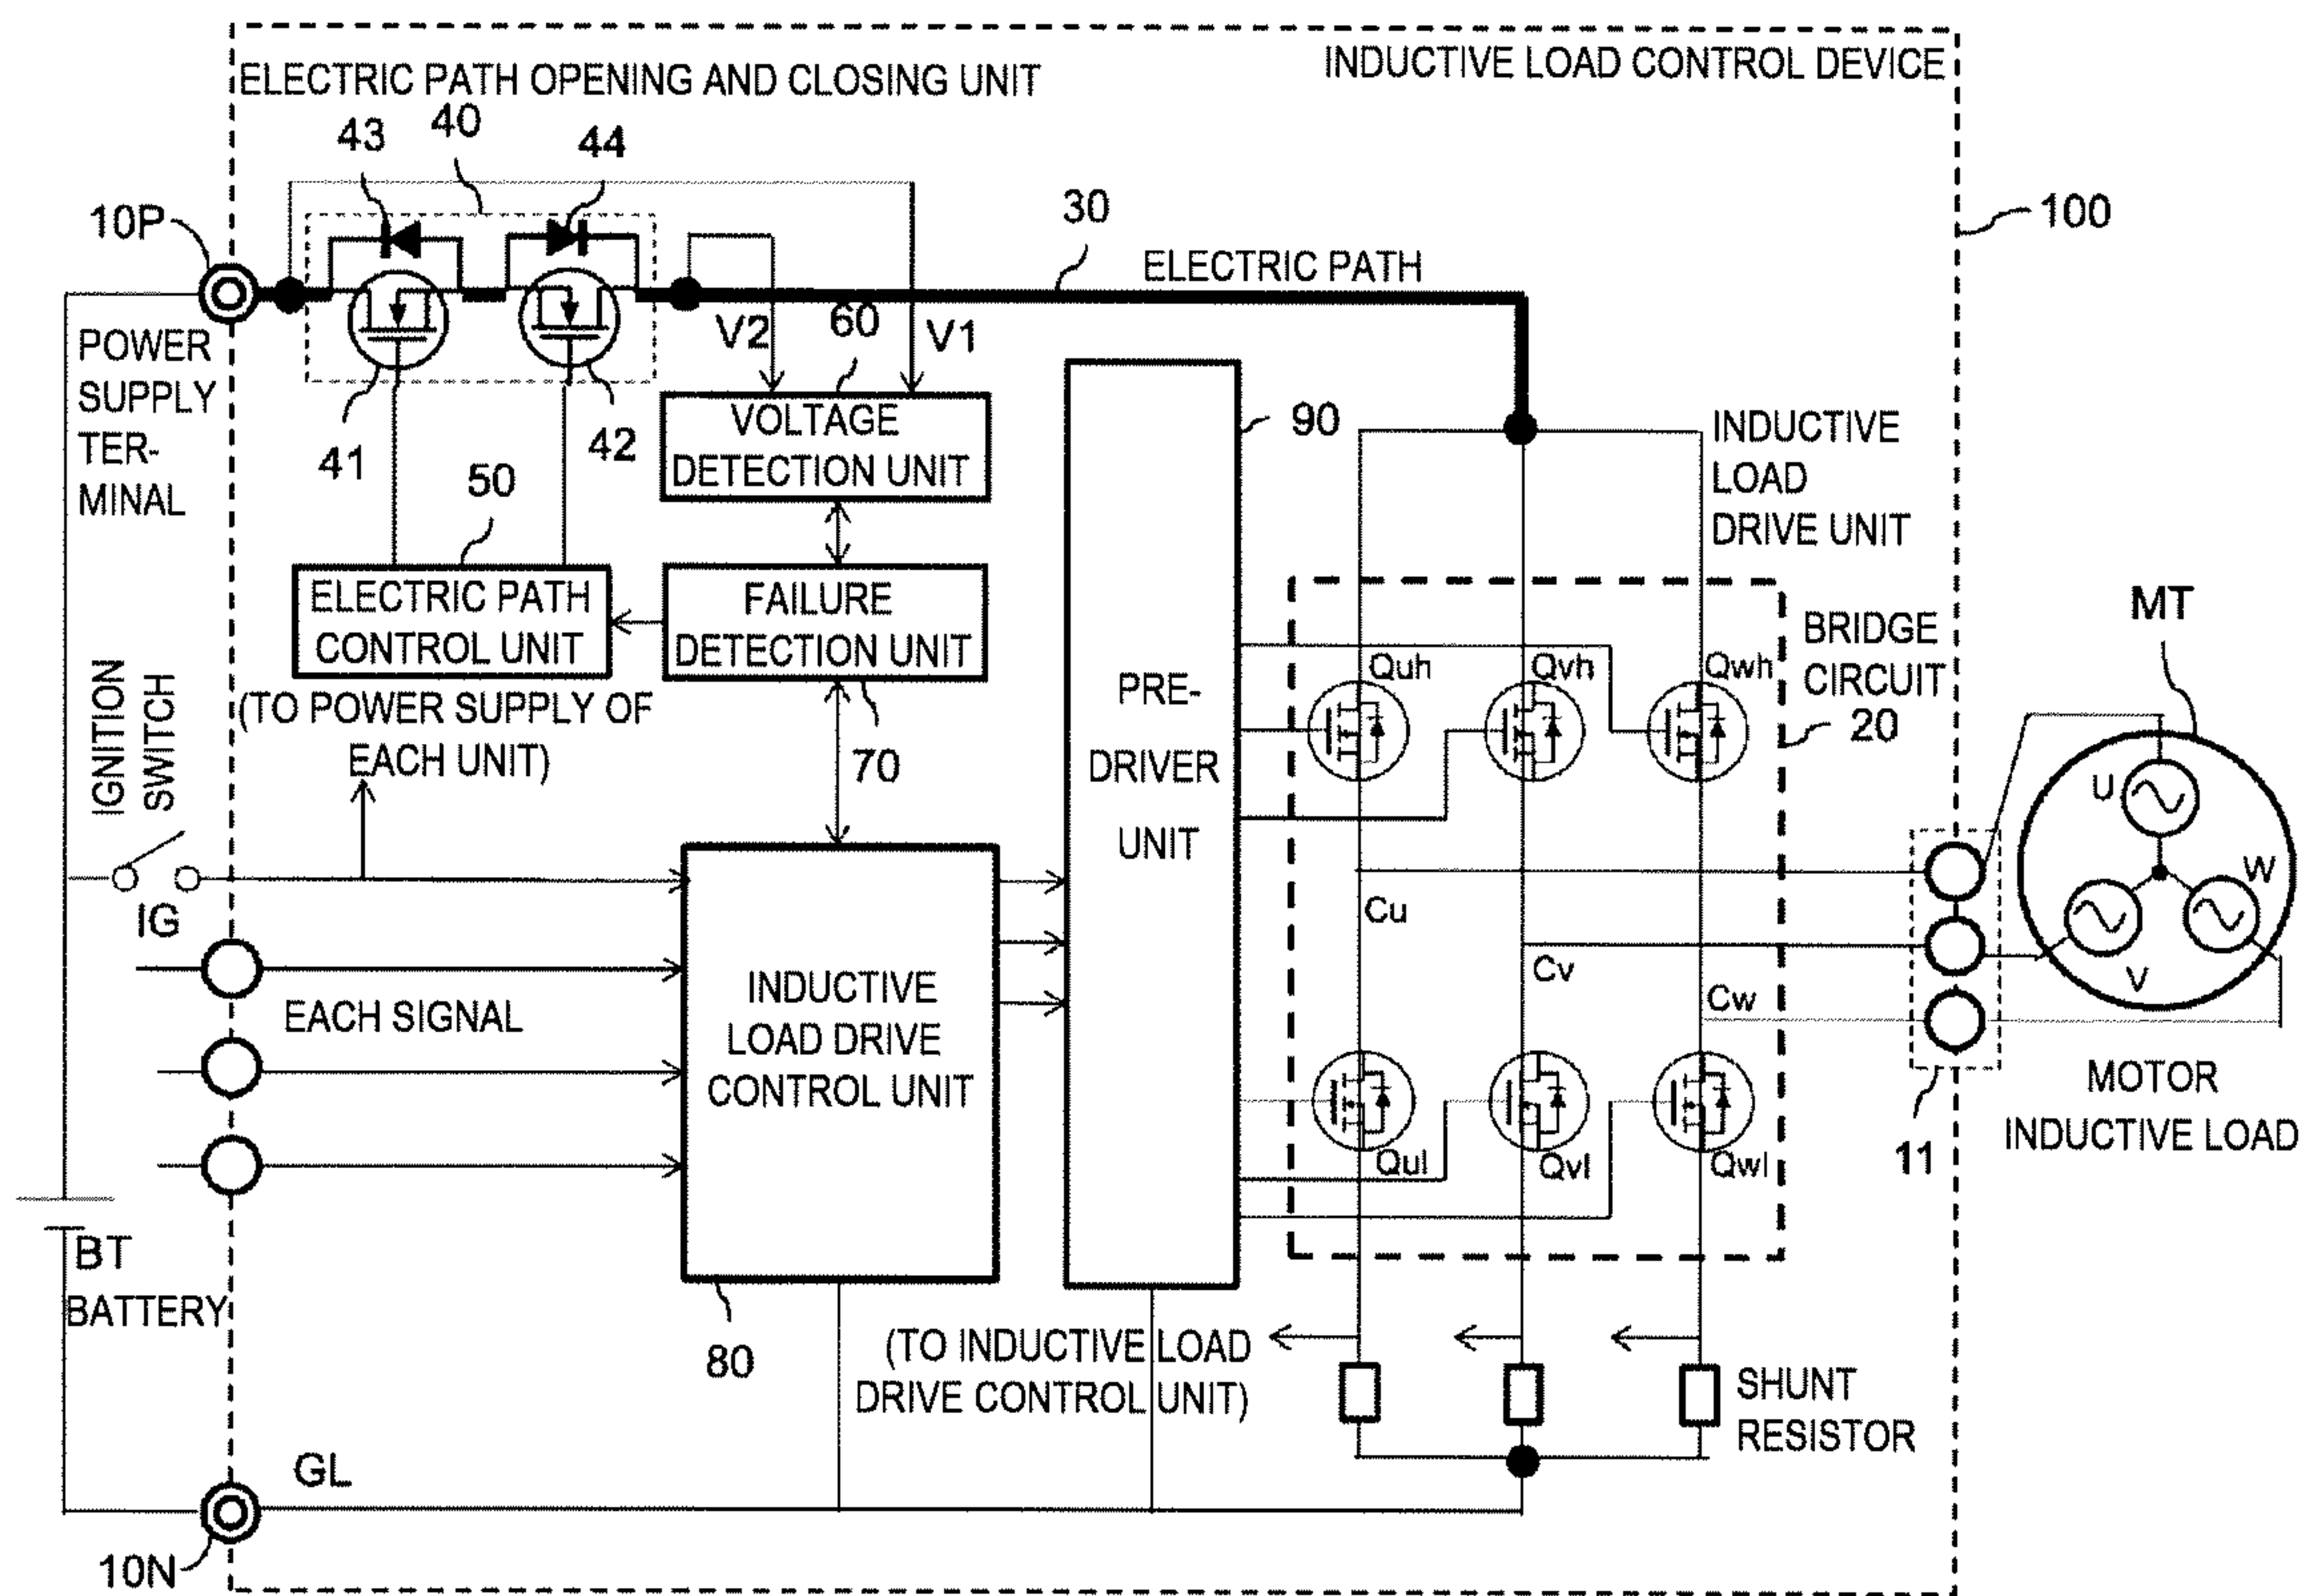 INDUCTIVE LOAD CONTROL DEVICE
ELECTRIC PATH OPENING AND CLOSING UNIT
43
40
44
10P
30
100
ELECTRIC PATH
V2
60
V1
POWER
SUPPLY
TER-
MINAL
41
42
VOLTAGE
DETECTION UNIT
90
INDUCTIVE
LOAD
DRIVE UNIT
50
ELECTRIC PATH
CONTROL UNIT
FAILURE
DETECTION UNIT
MT
BRIDGE
CIRCUIT
20
IGNITION
SWITCH
(TO POWER SUPPLY OF
EACH UNIT)
70
PRE-
DRIVER
UNIT
Quh
Qvh
Qwh
U
W
V
IG
Cu
Cv
Cw
EACH SIGNAL
INDUCTIVE
LOAD DRIVE
CONTROL UNIT
11
MOTOR
INDUCTIVE LOAD
Qul
Qvl
Qwl
BT
BATTERY
80
(TO INDUCTIVE LOAD
DRIVE CONTROL UNIT)
SHUNT
RESISTOR
GL
10N